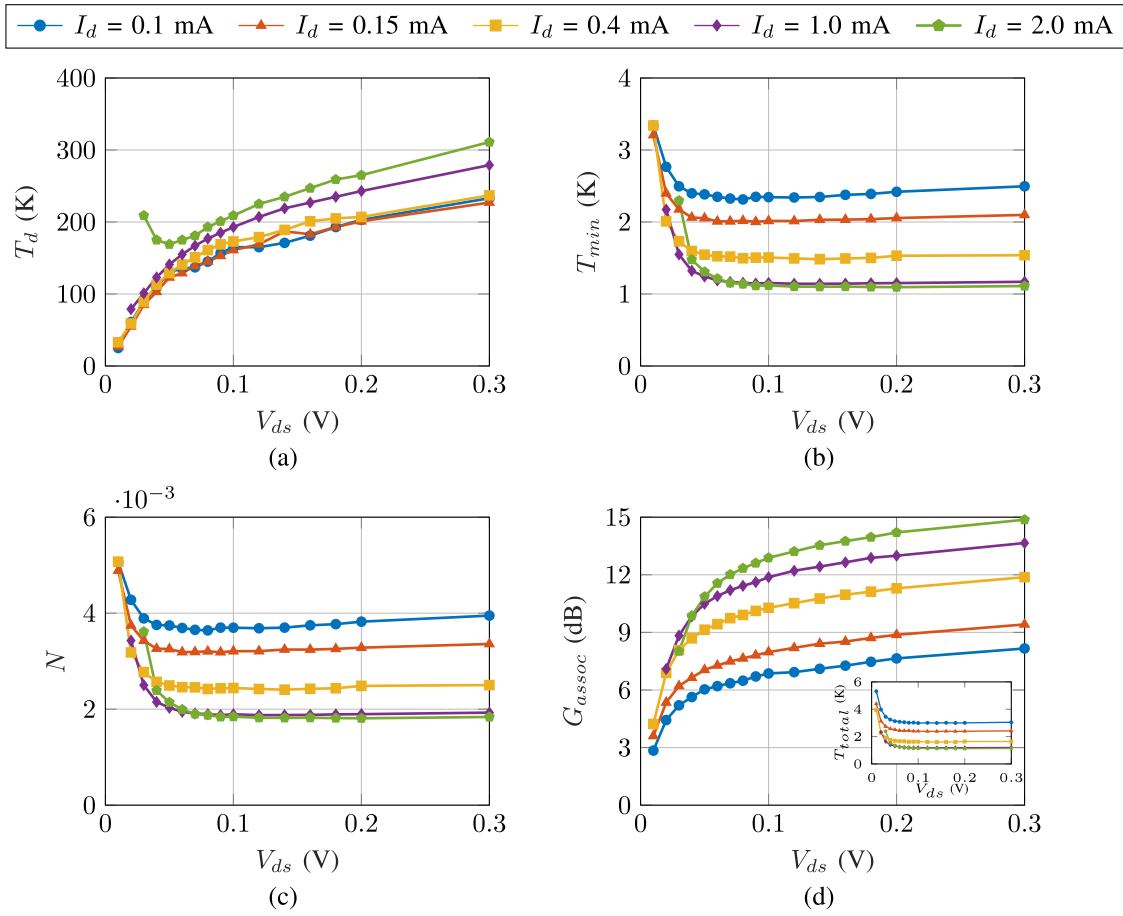 I_d = 0.1 mA I_d = 0.15 mA I_d = 0.4 mA I_d = 1.0 mA I_d = 2.0 mA
400
300
200
100
0
T_d (K)
0 0.1 0.2 0.3
V_ds (V)
(a)
4
3
2
1
0
T_min (K)
0 0.1 0.2 0.3
V_ds (V)
(b)
·10⁻³
6
4
2
0
N
0 0.1 0.2 0.3
V_ds (V)
(c)
15
12
9
6
3
0
G_assoc (dB)
0 0.1 0.2 0.3
V_ds (V)
6
4
2
0
T_total (K)
0 0.1 0.2 0.3
V_ds (V)
(d)